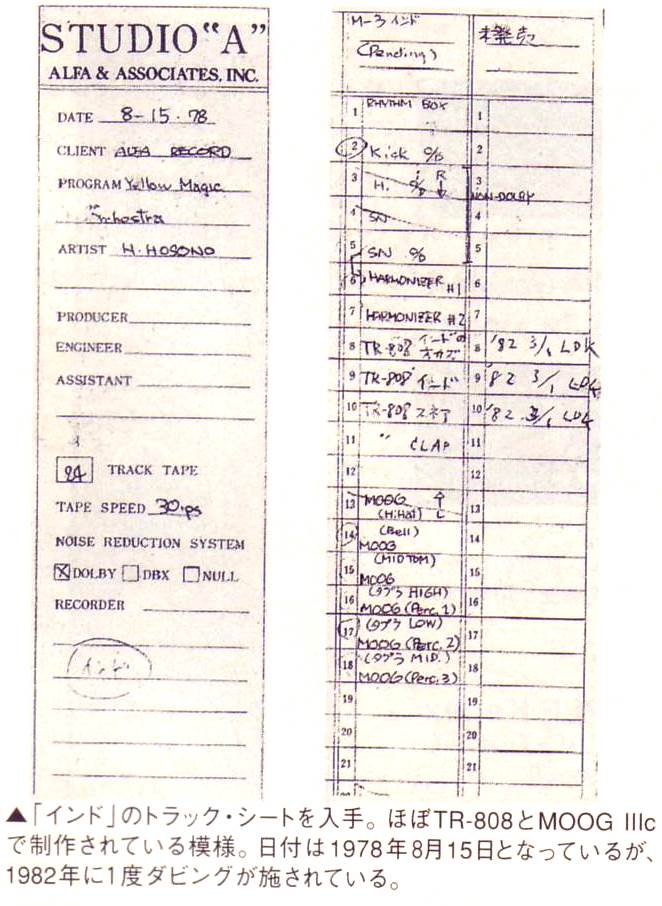 STUDIO "A"
ALFA & ASSOCIATES, INC.
DATE 8-15.78
CLIENT ALFA RECORD
PROGRAM Yellow Magic
Orchestra
ARTIST H. HOSONO
PRODUCER
ENGINEER
ASSISTANT
24 TRACK TAPE
TAPE SPEED 30ips
NOISE REDUCTION SYSTEM
DOLBY DBX NULL
RECORDER
インド
M-3 インド
(Pending)
未発売
1 RHYTHM BOX 1
2 Kick % 2
3 Hi. R 3
NON-DOLBY
4 SN 4
5 SN % 5
6 HARMONIZER #1 6
7 HARMONIZER #2 7
8 TR-808 インドのオカズ 8 '82 3/1 LDK
9 TR-808 インド 9 '82 3/1 LDK
10 TR-808 スネア 10 '82 3/1 LDK
11 〃 CLAP 11
12 12
13 MOOG (HiHat) L 13
14 (Bell) MOOG 14
15 (MID TOM) MOOG 15
16 (タブラ HIGH) MOOG (Perc. 1) 16
17 (タブラ LOW) MOOG (Perc. 2) 17
18 (タブラ MID.) MOOG (Perc. 3) 18
19 19
20 20
21 21
▲「インド」のトラック・シートを入手。ほぼTR-808とMOOG IIIc
で制作されている模様。日付は1978年8月15日となっているが、
1982年に1度ダビングが施されている。